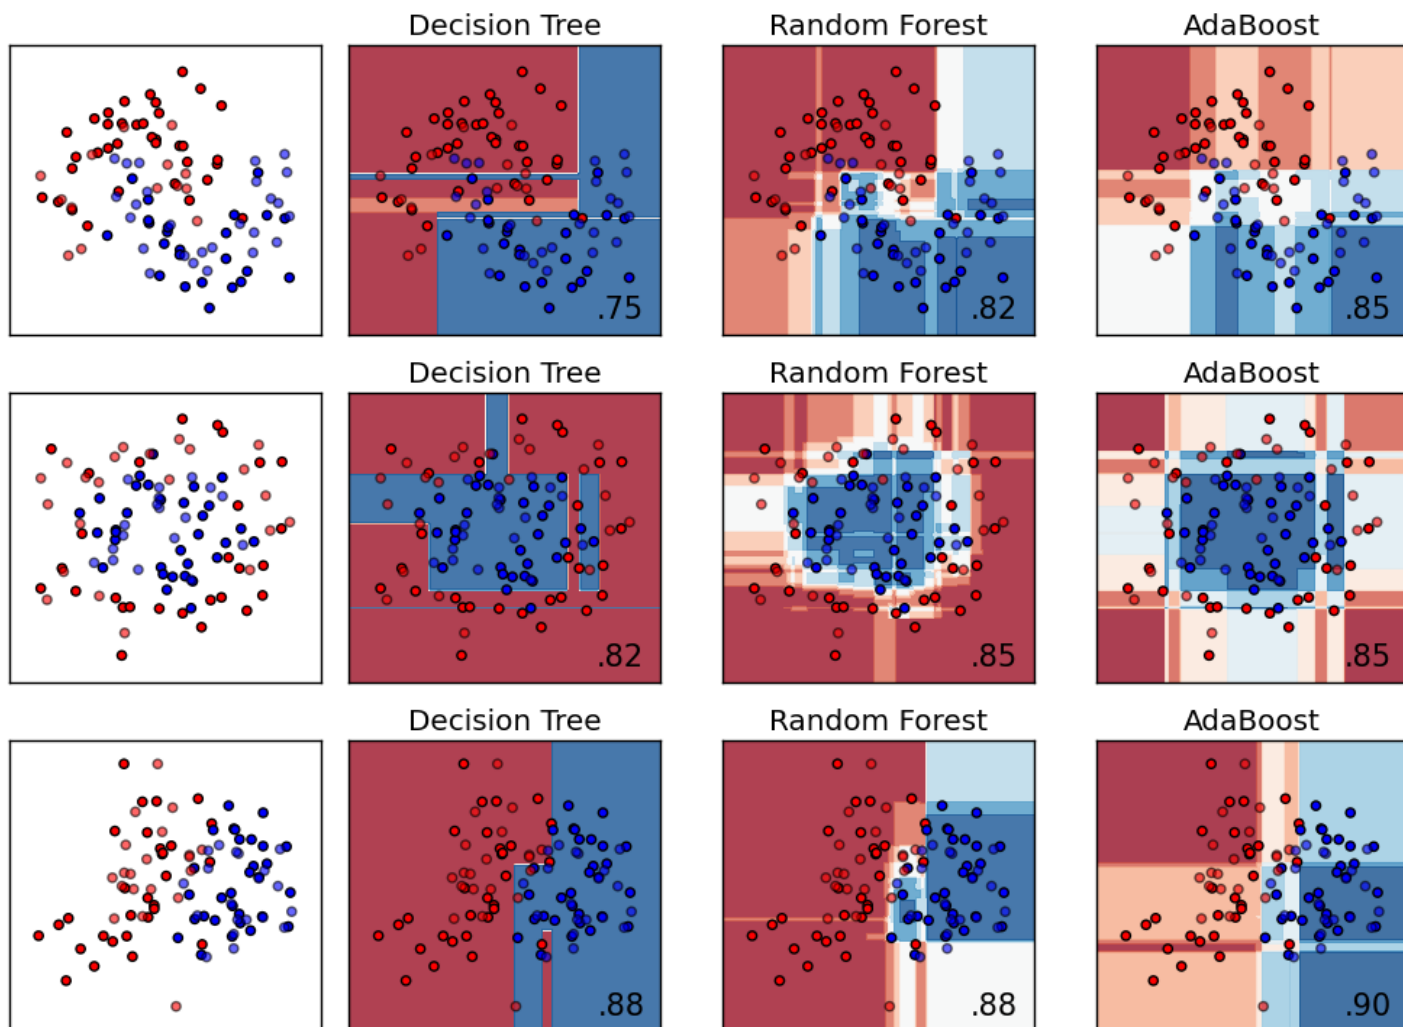 Decision Tree Random Forest AdaBoost
.75 .82 .85
Decision Tree Random Forest AdaBoost
.82 .85 .85
Decision Tree Random Forest AdaBoost
.88 .88 .90